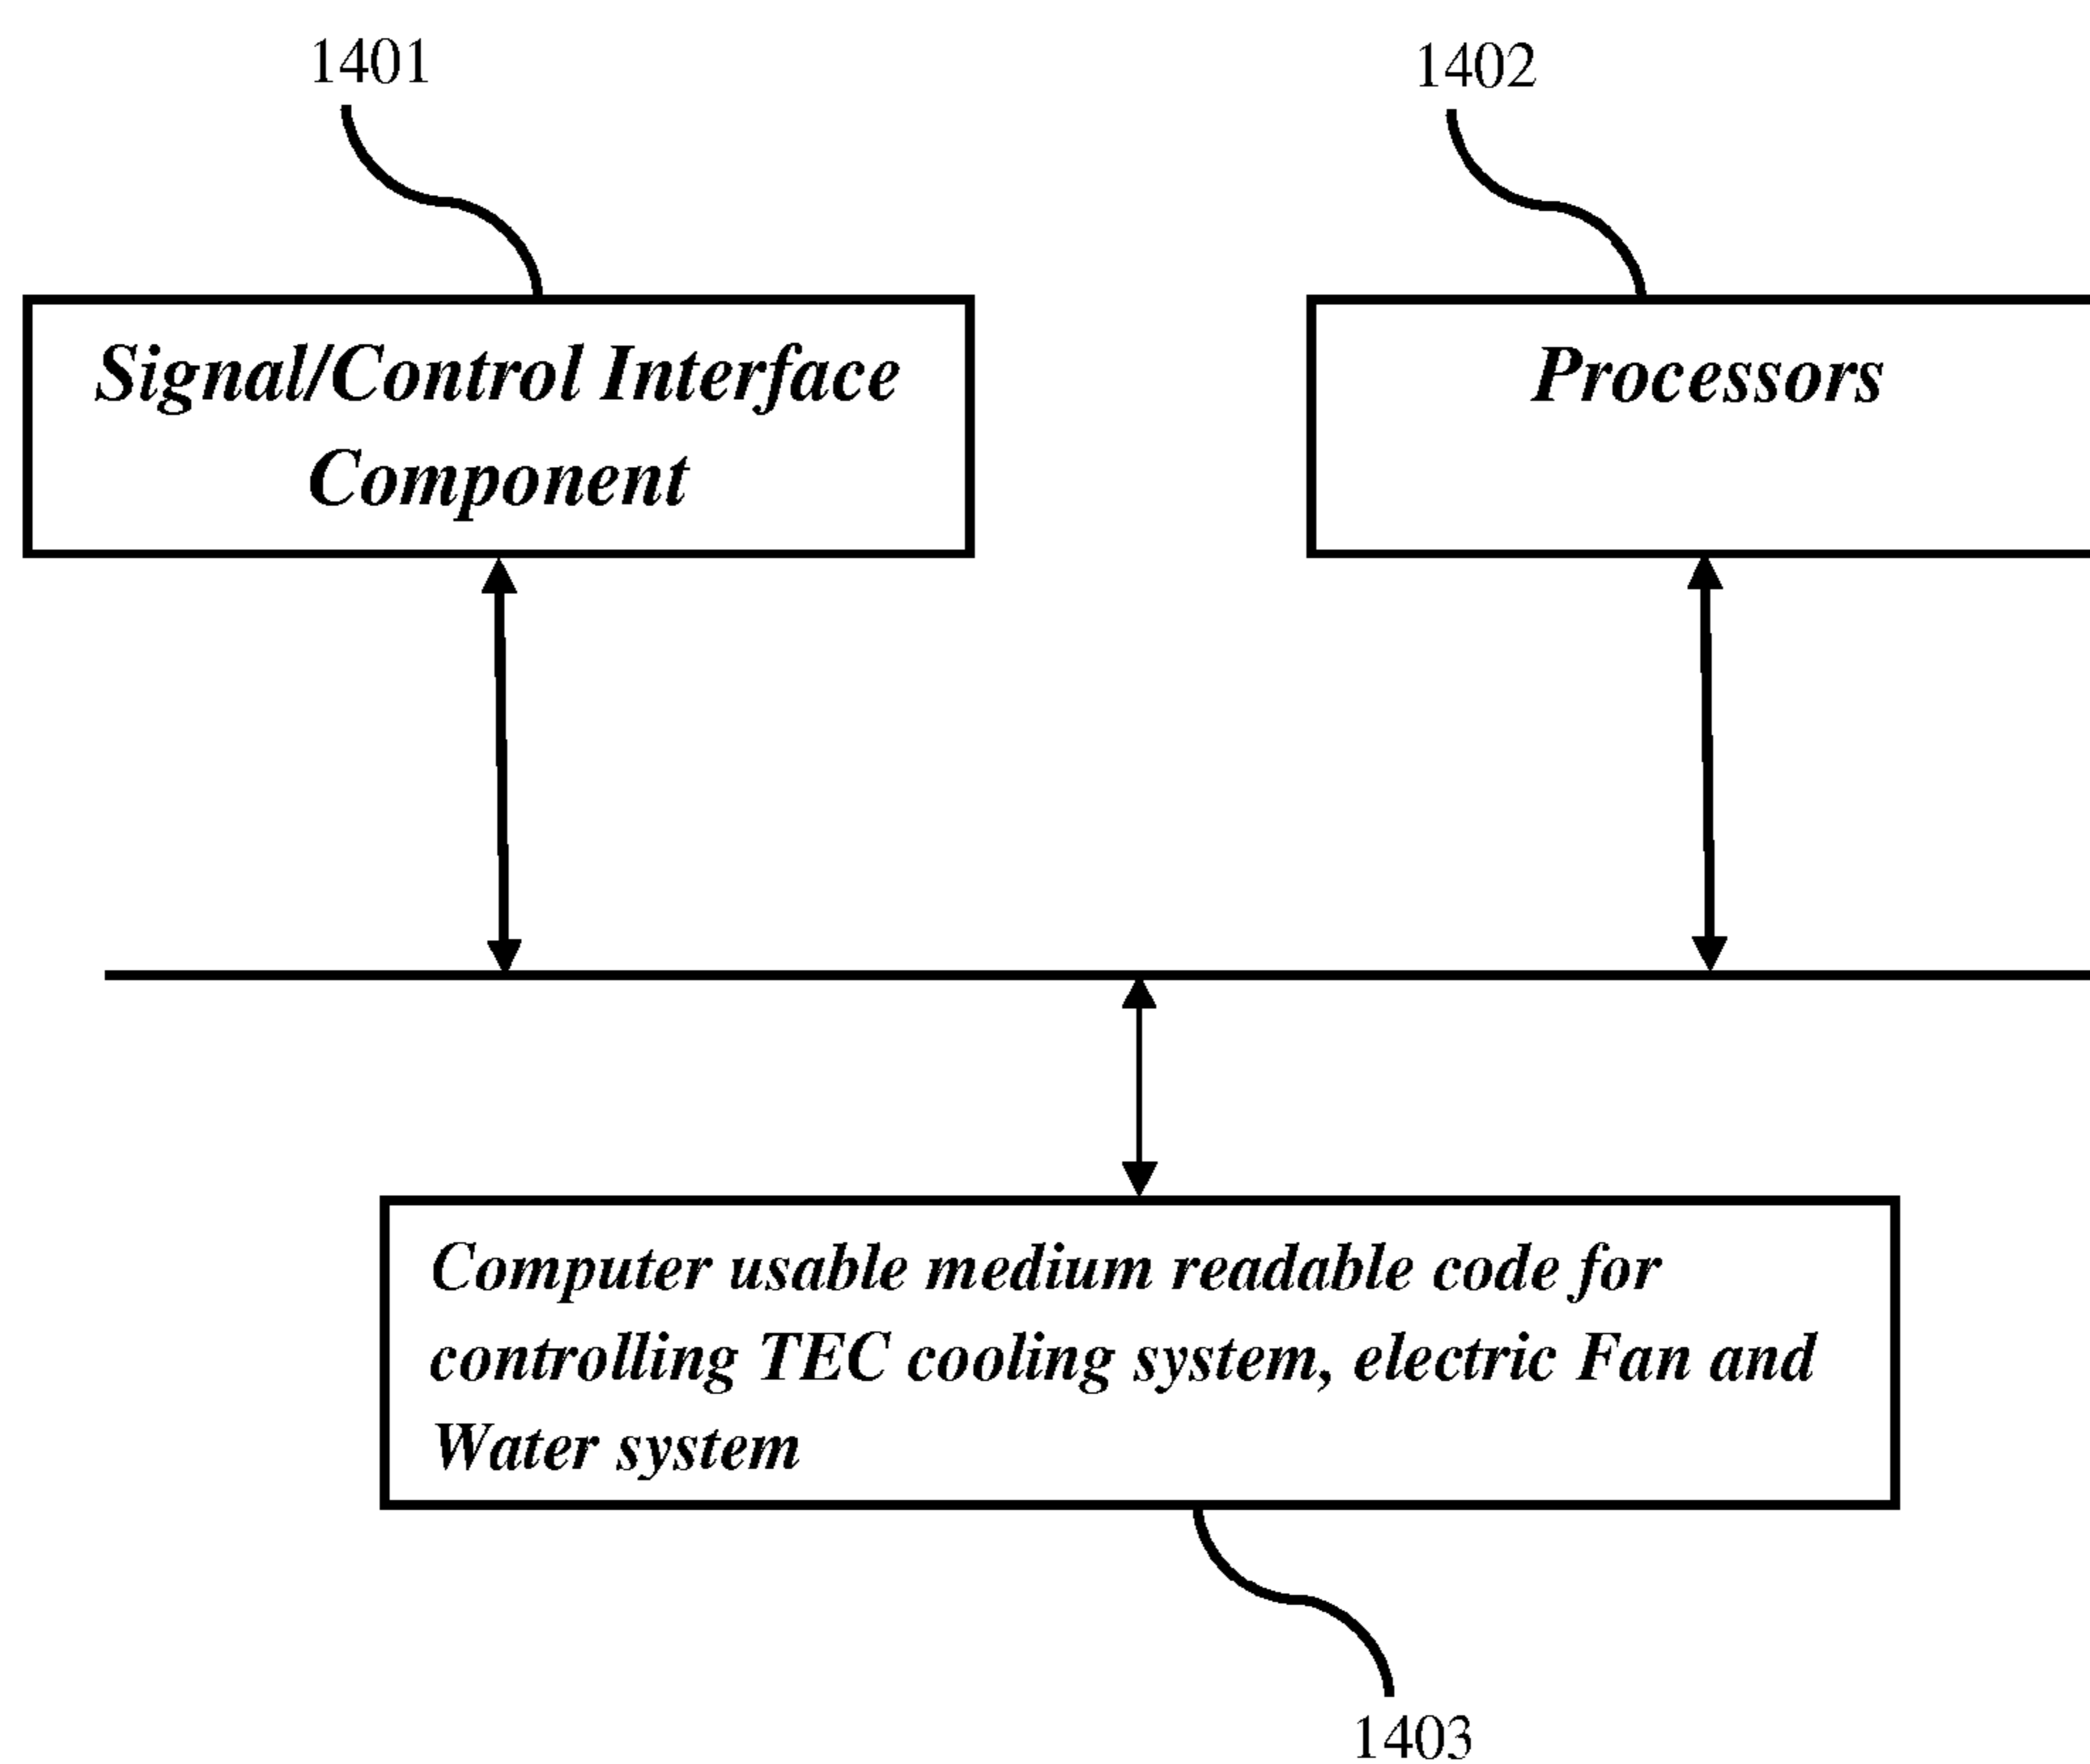 1401
1402
Signal/Control Interface
Component
Processors
Computer usable medium readable code for
controlling TEC cooling system, electric Fan and
Water system
1403